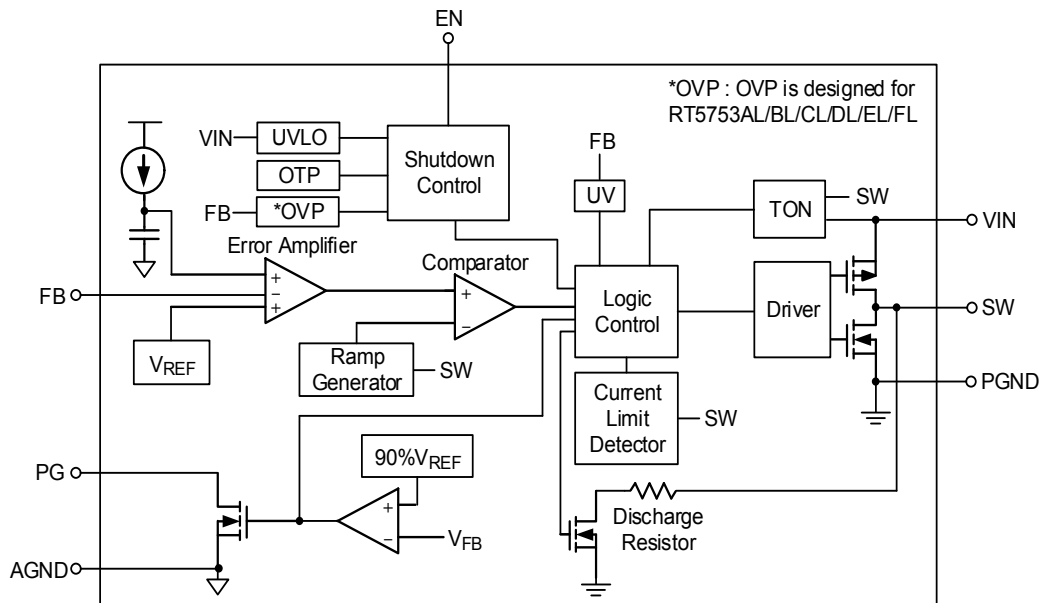 EN
*OVP : OVP is designed for
RT5753AL/BL/CL/DL/EL/FL
VIN
UVLO
OTP
FB
*OVP
Shutdown
Control
FB
UV
TON
SW
VIN
Error Amplifier
Comparator
+
−
+
+
−
FB
VREF
Ramp
Generator
SW
Logic
Control
Driver
SW
Current
Limit
Detector
SW
PGND
PG
90%VREF
+
−
VFB
Discharge
Resistor
AGND